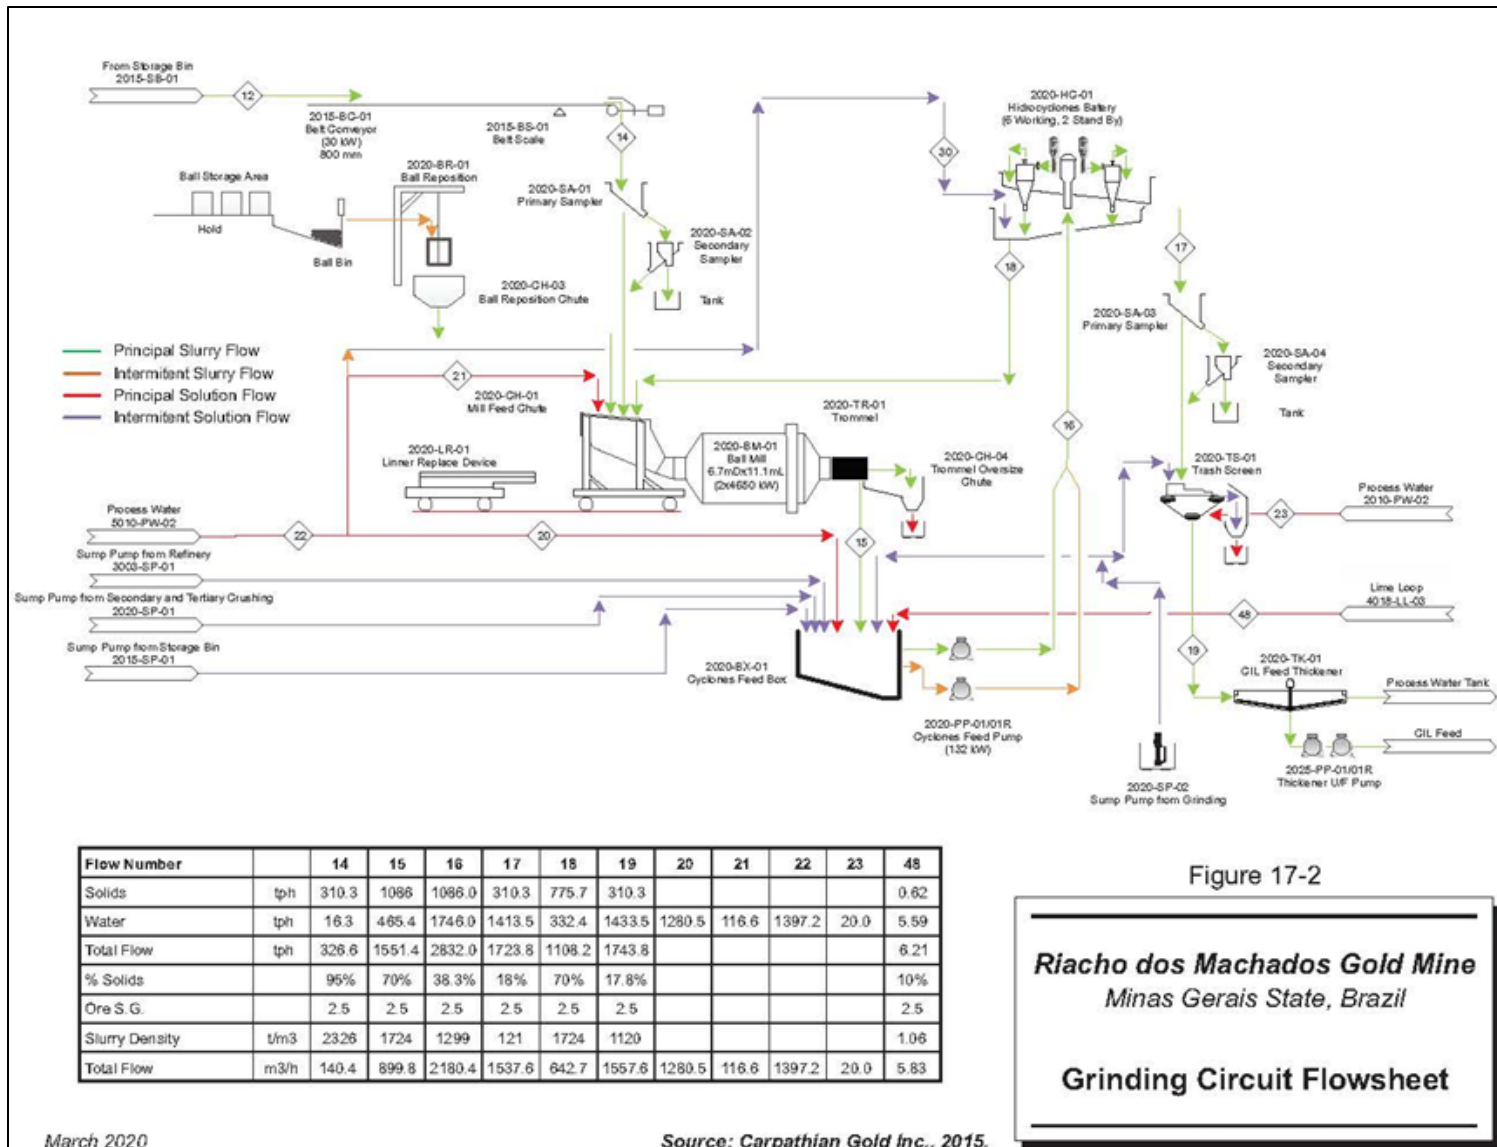 From Storage Bin
2015-SB-01
12
2015-BC-01
Belt Conveyor
(30 kW)
800 mm
2015-BS-01
Belt Scale
14
2020-HC-01
Hidrocyclones Batery
(6 Working, 2 Stand By)
30
2020-BR-01
Ball Reposition
Ball Storage Area
Hold
Ball Bin
2020-SA-01
Primary Sampler
2020-SA-02
Secondary
Sampler
Tank
2020-CH-03
Ball Reposition Chute
18
17
2020-SA-03
Primary Sampler
2020-SA-04
Secondary
Sampler
Tank
Principal Slurry Flow
Intermitent Slurry Flow
Principal Solution Flow
Intermitent Solution Flow
21
2020-CH-01
Mill Feed Chute
2020-TR-01
Trommel
16
2020-LR-01
Linner Replace Device
2020-BM-01
Ball Mill
6.7mDx11.1mL
(2x4650 kW)
2020-CH-04
Trommel Oversize
Chute
2020-TS-01
Trash Screen
Process Water
5010-PW-02
22
20
15
23
Process Water
2010-PW-02
Sump Pump from Refinery
3003-SP-01
Sump Pump from Secondary and Tertiary Crushing
2020-SP-01
Sump Pump from Storage Bin
2015-SP-01
Lime Loop
4018-LL-03
48
19
2020-BX-01
Cyclones Feed Box
2020-PP-01/01R
Cyclones Feed Pump
(132 kW)
2020-TK-01
CIL Feed Thickener
Process Water Tank
CIL Feed
2025-PP-01/01R
Thickener U/F Pump
2020-SP-02
Sump Pump from Grinding
Flow Number 14 15 16 17 18 19 20 21 22 23 48
Solids tph 310.3 1086 1086.0 310.3 775.7 310.3 0.62
Water tph 16.3 465.4 1746.0 1413.5 332.4 1433.5 1280.5 116.6 1397.2 20.0 5.59
Total Flow tph 326.6 1551.4 2832.0 1723.8 1108.2 1743.8 6.21
% Solids 95% 70% 38.3% 18% 70% 17.8% 10%
Ore S.G. 2.5 2.5 2.5 2.5 2.5 2.5 2.5
Slurry Density t/m3 2326 1724 1299 121 1724 1120 1.06
Total Flow m3/h 140.4 899.8 2180.4 1537.6 642.7 1557.6 1280.5 116.6 1397.2 20.0 5.83
Figure 17-2
Riacho dos Machados Gold Mine
Minas Gerais State, Brazil
Grinding Circuit Flowsheet
March 2020
Source: Carpathian Gold Inc., 2015.